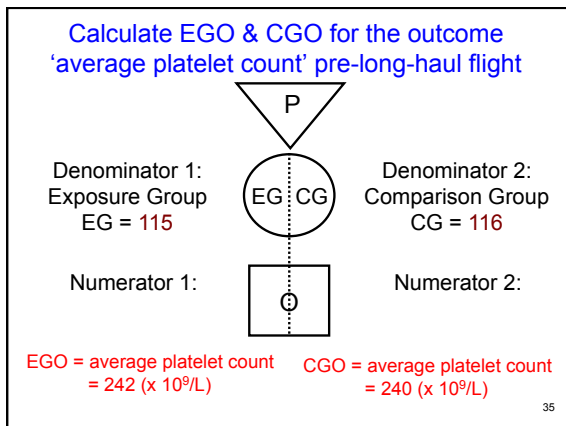 Calculate EGO & CGO for the outcome
‘average platelet count’ pre-long-haul flight
P
Denominator 1:
Exposure Group
EG = 115
EG CG
Denominator 2:
Comparison Group
CG = 116
Numerator 1:
O
Numerator 2:
EGO = average platelet count
= 242 (x 10⁹/L)
CGO = average platelet count
= 240 (x 10⁹/L)
35